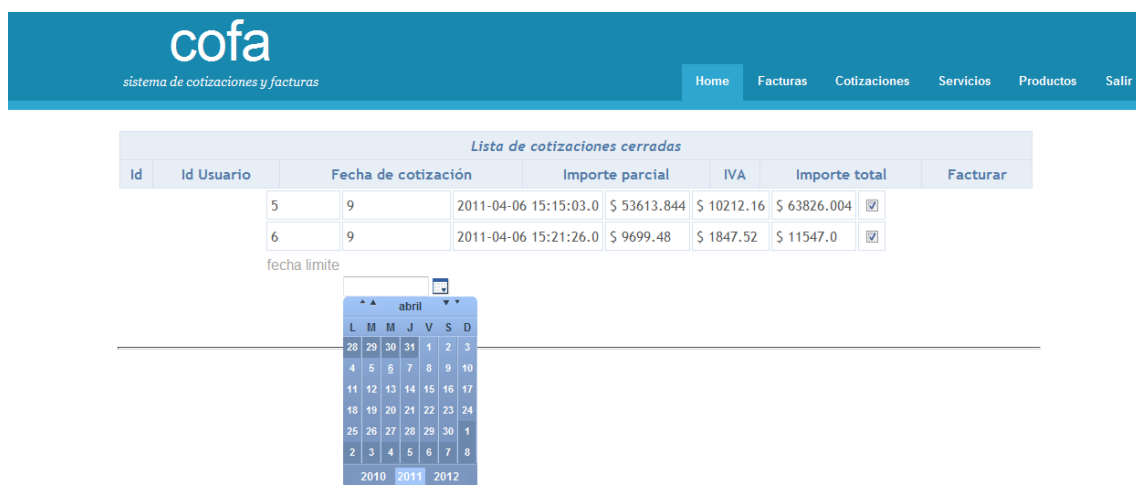 cofa
sistema de cotizaciones y facturas
Home Facturas Cotizaciones Servicios Productos Salir
Lista de cotizaciones cerradas
Id Id Usuario Fecha de cotización Importe parcial IVA Importe total Facturar
5 9 2011-04-06 15:15:03.0 $ 53613.844 $ 10212.16 $ 63826.004
6 9 2011-04-06 15:21:26.0 $ 9699.48 $ 1847.52 $ 11547.0
fecha limite
abril
L M M J V S D
28 29 30 31 1 2 3
4 5 6 7 8 9 10
11 12 13 14 15 16 17
18 19 20 21 22 23 24
25 26 27 28 29 30 1
2 3 4 5 6 7 8
2010 2011 2012